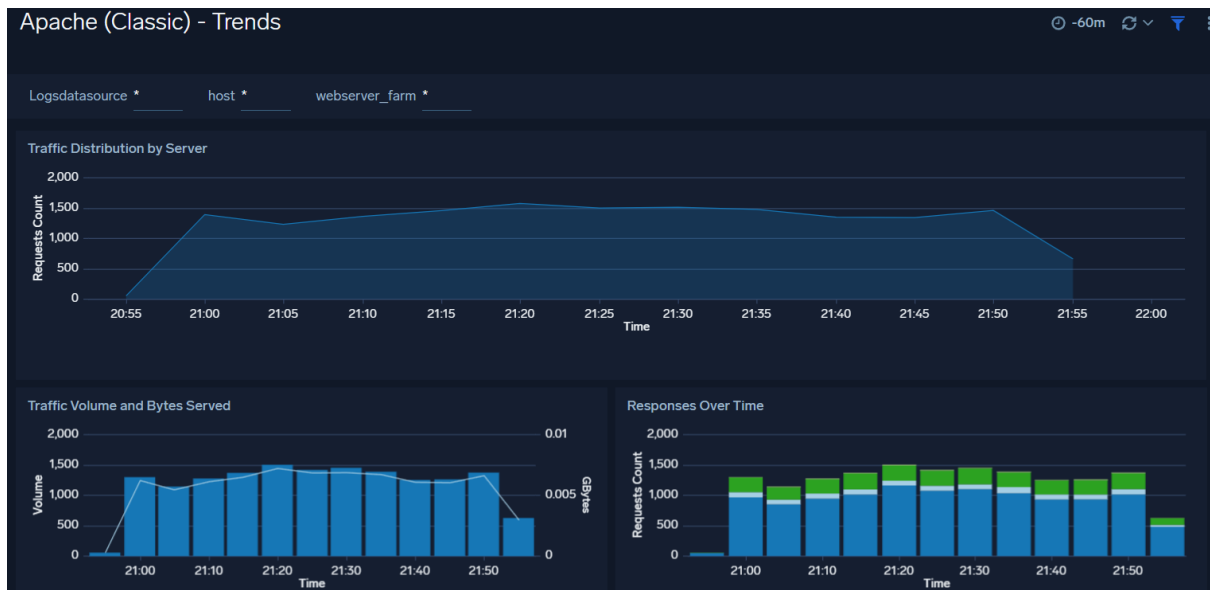 Apache (Classic) - Trends
-60m
Logsdatasource * host * webserver_farm *
Traffic Distribution by Server
2,000
1,500
1,000
500
0
Requests Count
20:55 21:00 21:05 21:10 21:15 21:20 21:25 21:30 21:35 21:40 21:45 21:50 21:55 22:00
Time
Traffic Volume and Bytes Served
2,000 0.01
1,500
1,000 0.005
500
0 0
Volume
GBytes
21:00 21:10 21:20 21:30 21:40 21:50
Time
Responses Over Time
2,000
1,500
1,000
500
0
Requests Count
21:00 21:10 21:20 21:30 21:40 21:50
Time